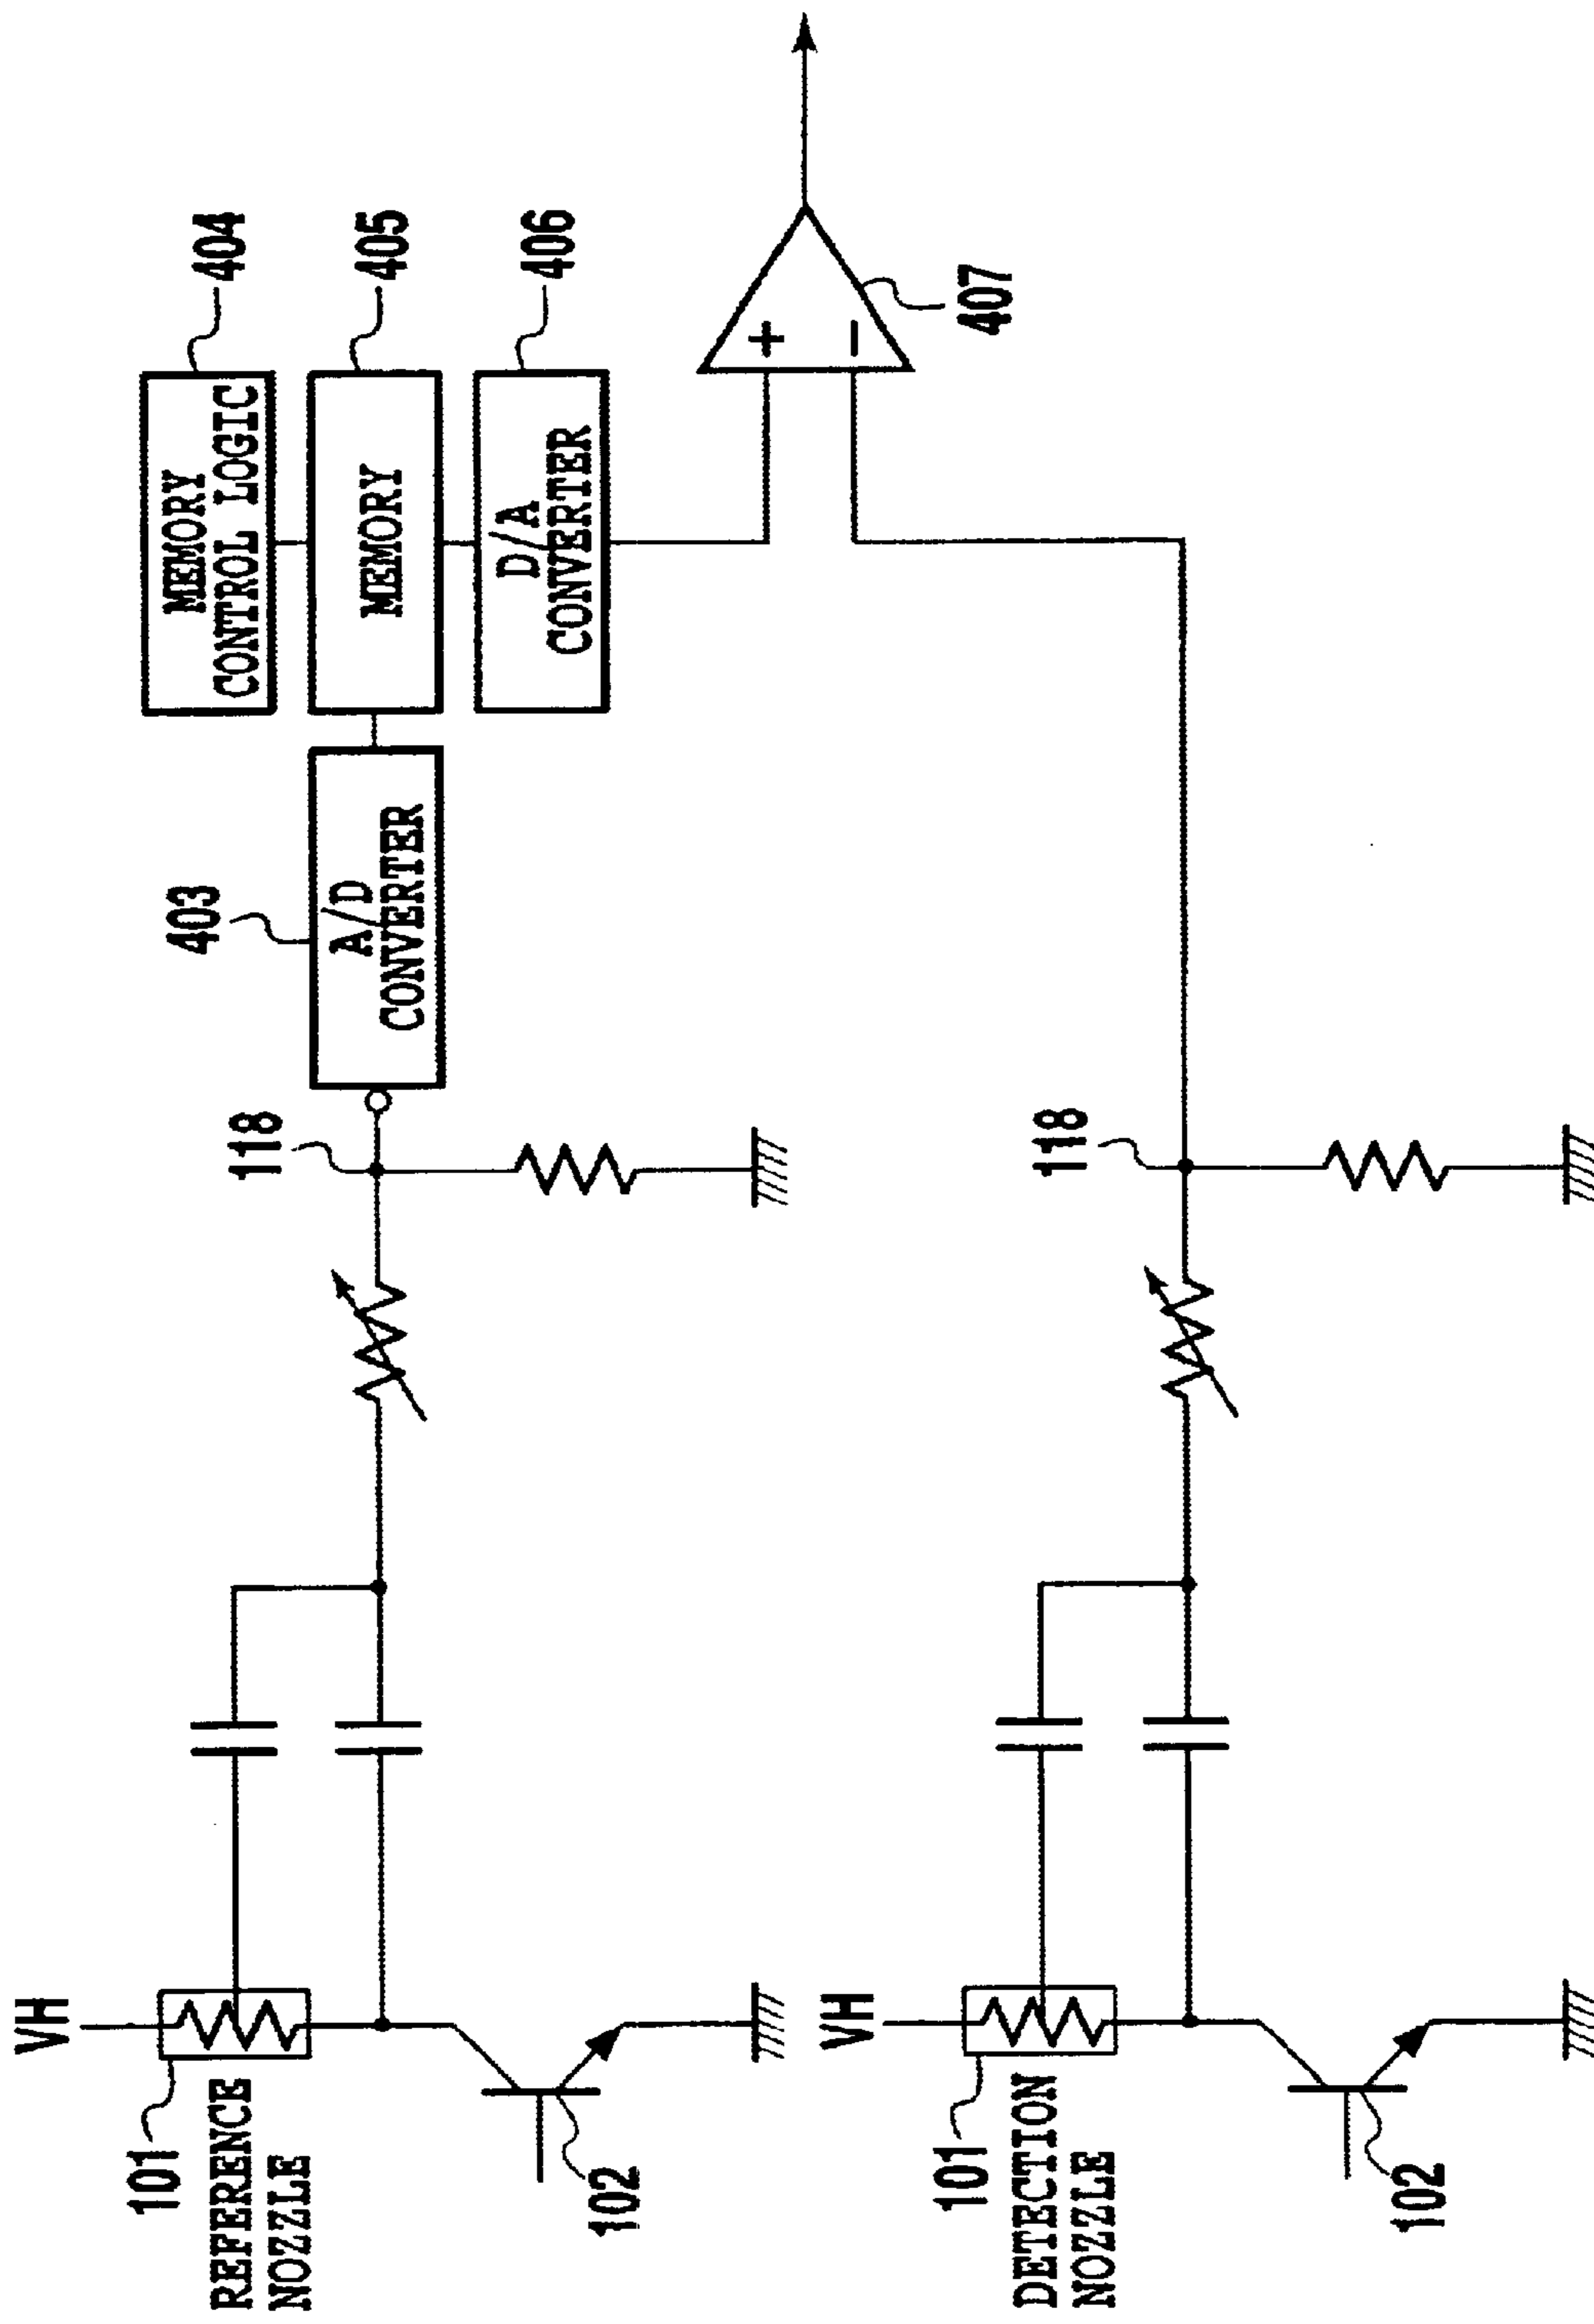 VH
101
REFERENCE
NOZZLE
102
118
403
A/D
CONVERTER
MEMORY
CONTROL LOGIC
404
MEMORY
405
D/A
CONVERTER
406
+
−
407
VH
101
DETECTION
NOZZLE
102
118